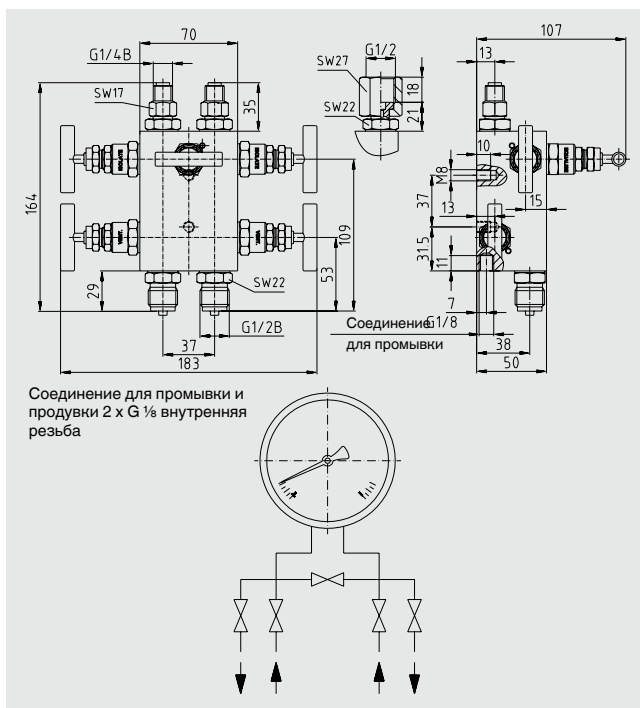 70
G1/4B
SW17
35
164
29
37
183
109
53
SW22
G1/2B
ISOLATE
VENT.
G1/2
SW27
SW22
18
21
107
13
10
M8
37
13
31.5
11
15
7
G1/8
38
50
Соединение
для промывки
Соединение для промывки и
продувки 2 x G ⅛ внутренняя
резьба